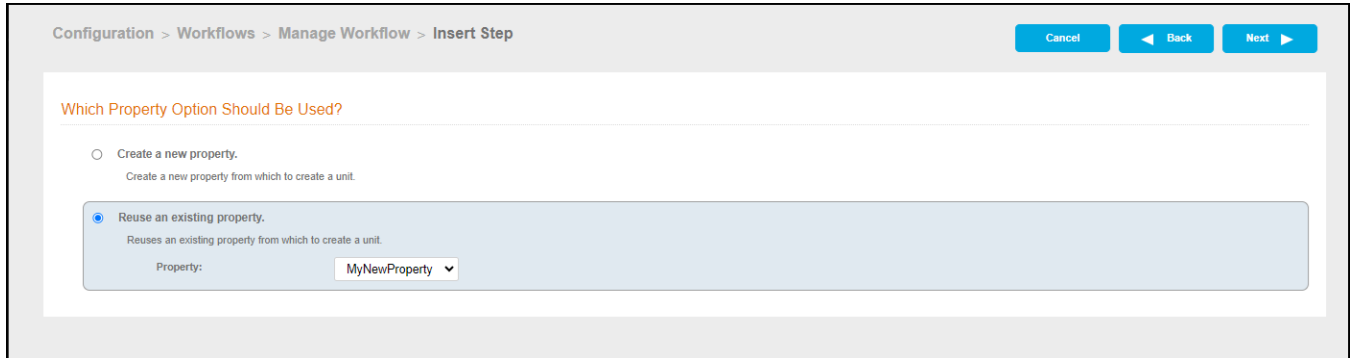 Configuration > Workflows > Manage Workflow > Insert Step
Cancel
Back
Next
Which Property Option Should Be Used?
Create a new property.
Create a new property from which to create a unit.
Reuse an existing property.
Reuses an existing property from which to create a unit.
Property: MyNewProperty